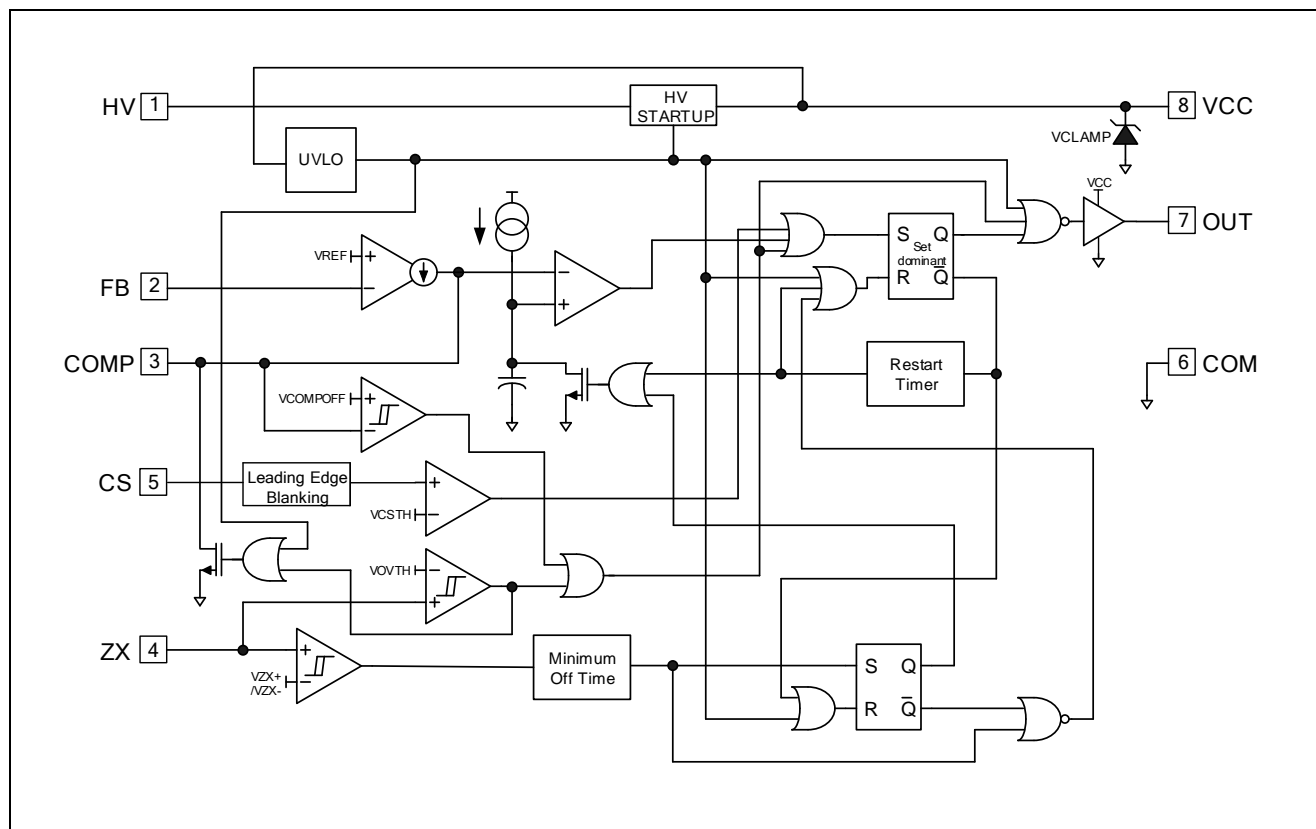 HV 1
HV
STARTUP
8 VCC
UVLO
VCLAMP
VCC
7 OUT
VREF
+
−
FB 2
−
+
S Q
Set
dominant
R Q̅
COMP 3
Restart
Timer
6 COM
VCOMPOFF
+
−
CS 5
Leading Edge
Blanking
+
VCSTH
−
VOVTH
−
+
ZX 4
+
VZX+
/VZX-
−
Minimum
Off Time
S Q
R Q̅